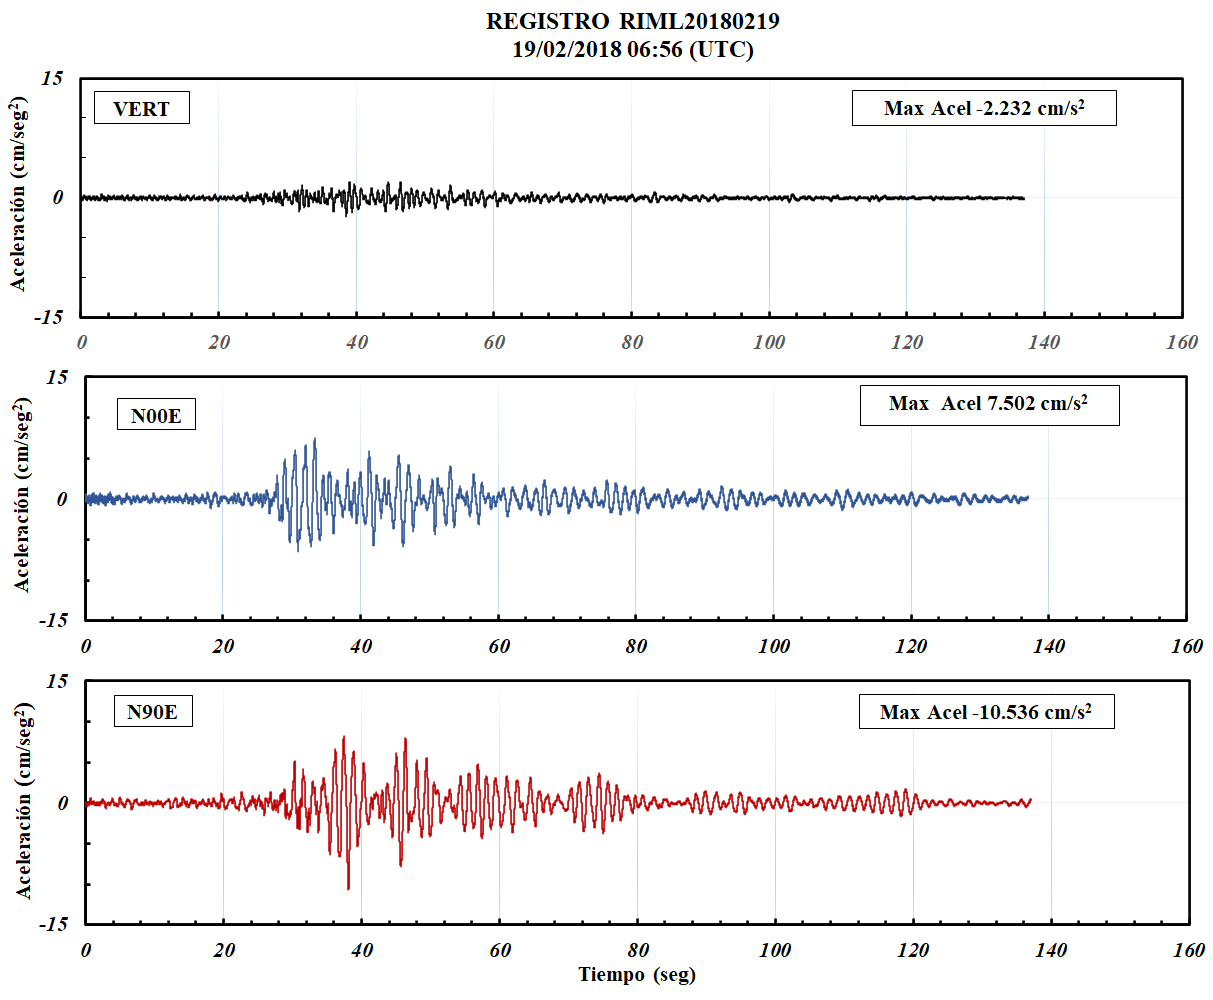 REGISTRO RIML20180219
19/02/2018 06:56 (UTC)
15
VERT
Max Acel -2.232 cm/s²
Aceleración (cm/seg²)
0
-15
0 20 40 60 80 100 120 140 160
15
N00E
Max Acel 7.502 cm/s²
Aceleración (cm/seg²)
0
-15
0 20 40 60 80 100 120 140 160
15
N90E
Max Acel -10.536 cm/s²
Aceleración (cm/seg²)
0
-15
0 20 40 60 80 100 120 140 160
Tiempo (seg)